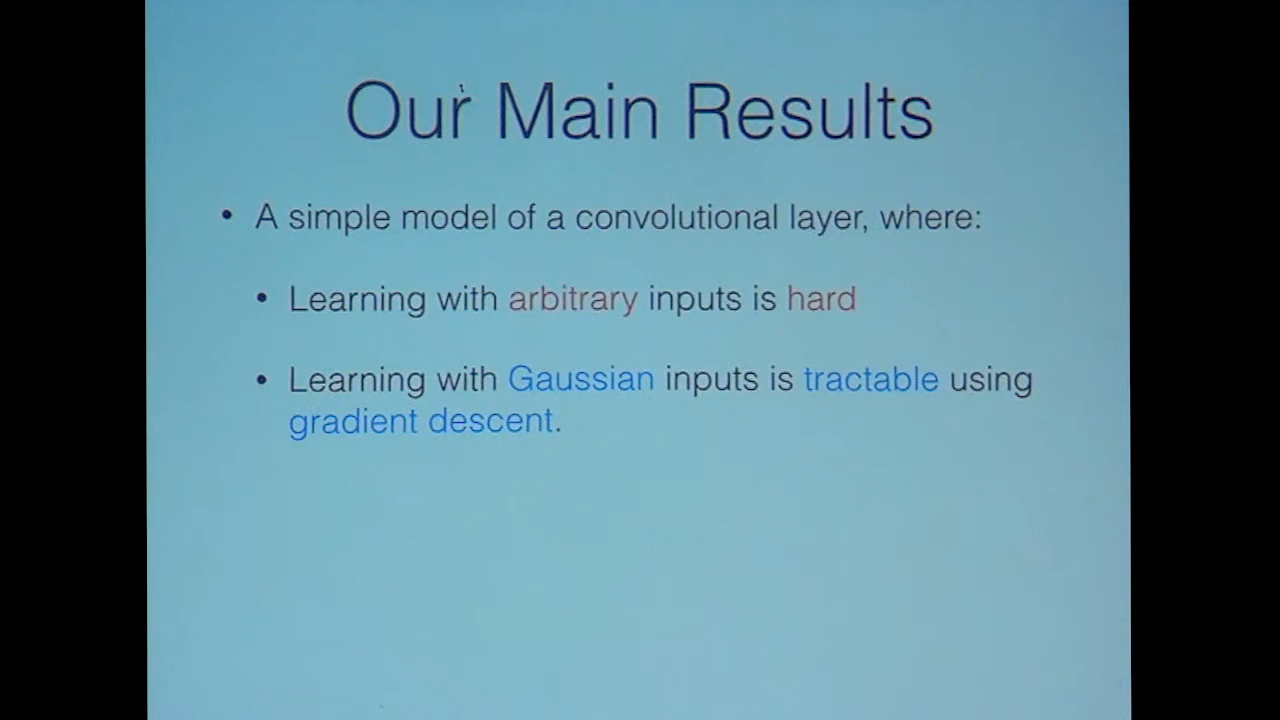 Our Main Results
• A simple model of a convolutional layer, where:
• Learning with arbitrary inputs is hard
• Learning with Gaussian inputs is tractable using
gradient descent.